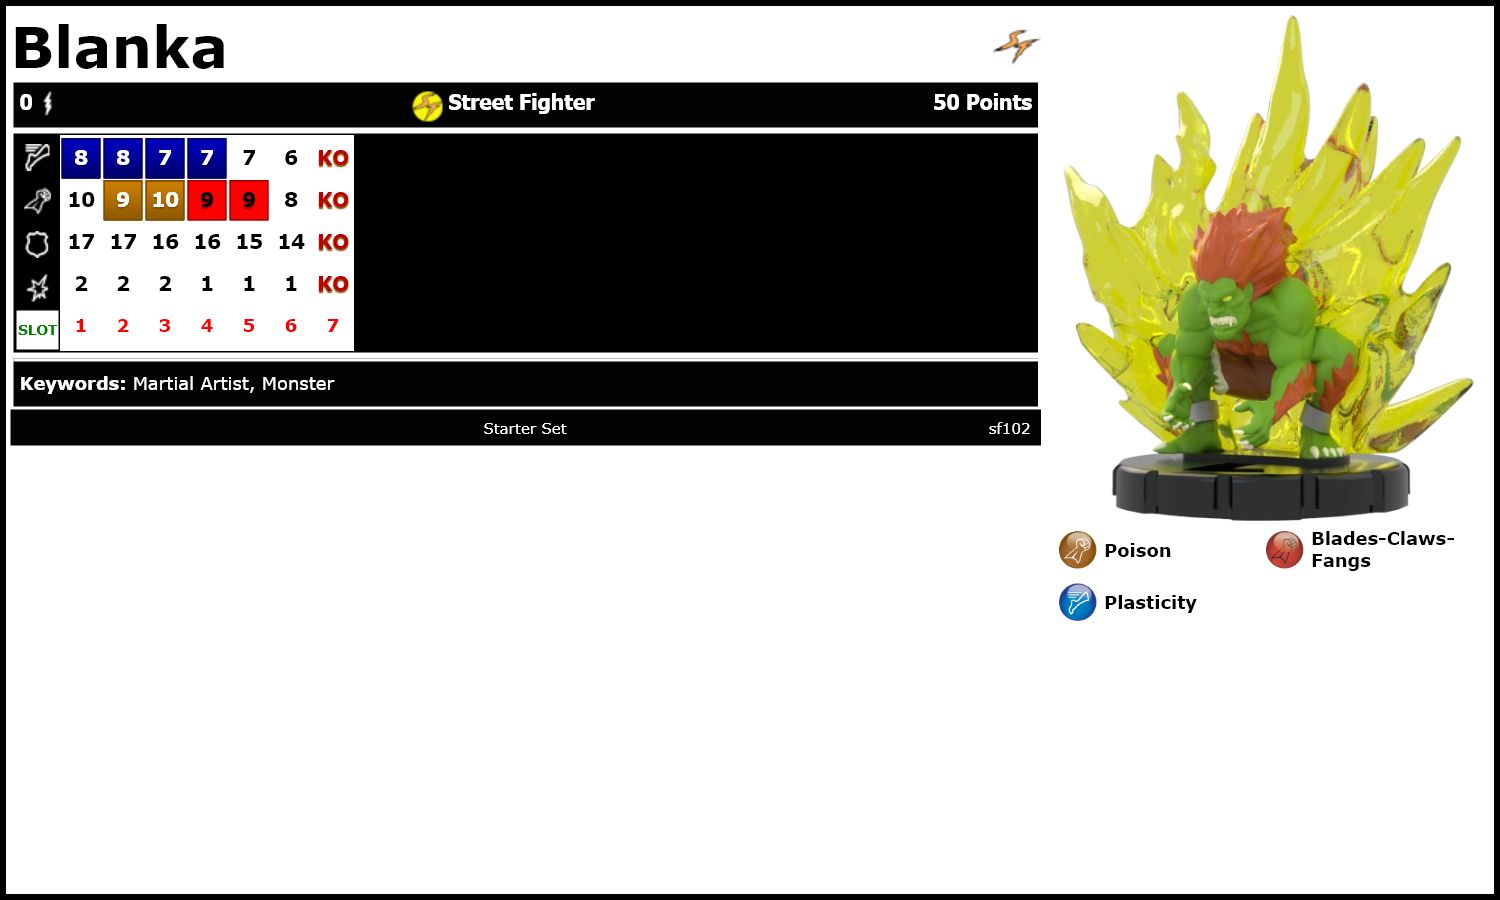 Blanka
0 Street Fighter 50 Points
8 8 7 7 7 6 KO
10 9 10 9 9 8 KO
17 17 16 16 15 14 KO
2 2 2 1 1 1 KO
SLOT 1 2 3 4 5 6 7
Keywords: Martial Artist, Monster
Starter Set sf102
Poison
Blades-Claws-
Fangs
Plasticity